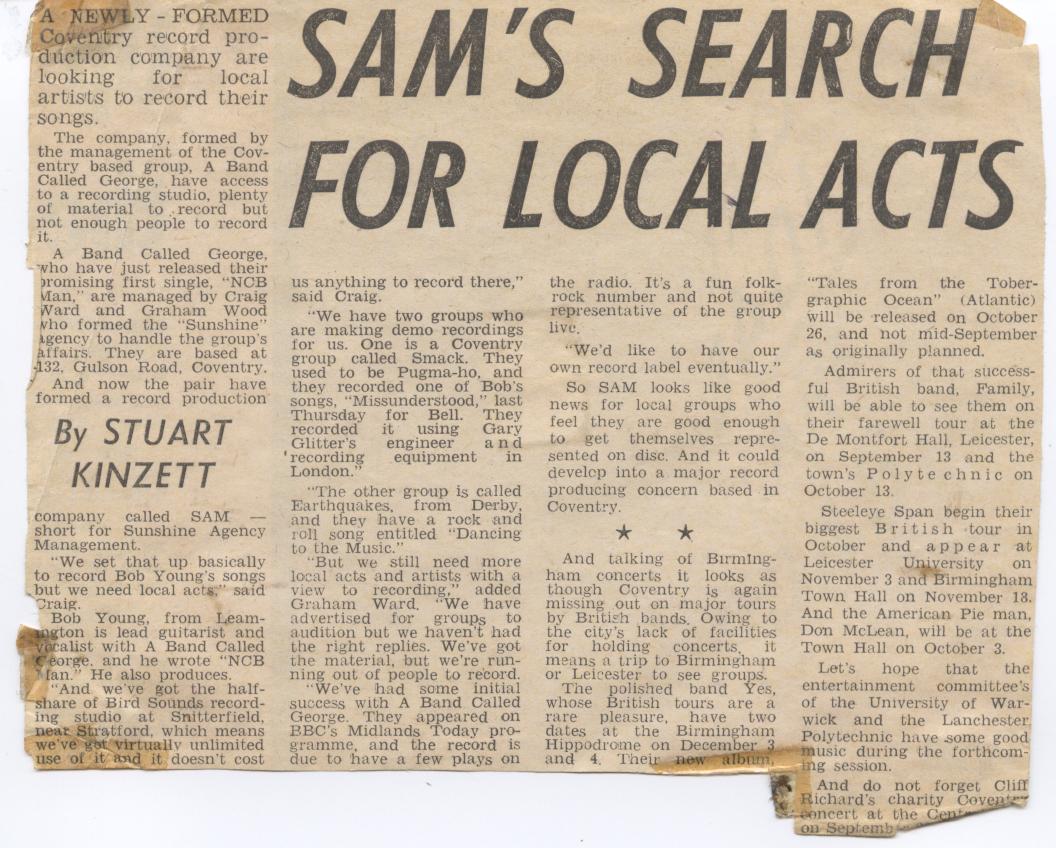 SAM'S SEARCH
FOR LOCAL ACTS
A NEWLY - FORMED
Coventry record pro-
duction company are
looking for local
artists to record their
songs.
The company, formed by
the management of the Cov-
entry based group, A Band
Called George, have access
to a recording studio, plenty
of material to record but
not enough people to record
it.
A Band Called George,
who have just released their
promising first single, "NCB
Man," are managed by Craig
Ward and Graham Wood
who formed the "Sunshine"
agency to handle the group's
affairs. They are based at
132, Gulson Road, Coventry.
And now the pair have
formed a record production
By STUART
KINZETT
company called SAM —
short for Sunshine Agency
Management.
"We set that up basically
to record Bob Young's songs
but we need local acts," said
Craig.
Bob Young, from Leam-
ington is lead guitarist and
vocalist with A Band Called
George, and he wrote "NCB
Man." He also produces.
"And we've got the half-
share of Bird Sounds record-
ing studio at Snitterfield,
near Stratford, which means
we've got virtually unlimited
use of it and it doesn't cost
us anything to record there,"
said Craig.
"We have two groups who
are making demo recordings
for us. One is a Coventry
group called Smack. They
used to be Pugma-ho, and
they recorded one of Bob's
songs, "Missunderstood," last
Thursday for Bell. They
recorded it using Gary
Glitter's engineer and
recording equipment in
London."
"The other group is called
Earthquakes, from Derby,
and they have a rock and
roll song entitled "Dancing
to the Music."
"But we still need more
local acts and artists with a
view to recording," added
Graham Ward. "We have
advertised for groups to
audition but we haven't had
the right replies. We've got
the material, but we're run-
ning out of people to record.
"We've had some initial
success with A Band Called
George. They appeared on
BBC's Midlands Today pro-
gramme, and the record is
due to have a few plays on
the radio. It's a fun folk-
rock number and not quite
representative of the group
live.
"We'd like to have our
own record label eventually."
So SAM looks like good
news for local groups who
feel they are good enough
to get themselves repre-
sented on disc. And it could
develop into a major record
producing concern based in
Coventry.
★ ★
And talking of Birming-
ham concerts it looks as
though Coventry is again
missing out on major tours
by British bands. Owing to
the city's lack of facilities
for holding concerts, it
means a trip to Birmingham
or Leicester to see groups.
The polished band Yes,
whose British tours are a
rare pleasure, have two
dates at the Birmingham
Hippodrome on December 3
and 4. Their new album,
"Tales from the Tober-
graphic Ocean" (Atlantic)
will be released on October
26, and not mid-September
as originally planned.
Admirers of that success-
ful British band, Family,
will be able to see them on
their farewell tour at the
De Montfort Hall, Leicester,
on September 13 and the
town's Polytechnic on
October 13.
Steeleye Span begin their
biggest British tour in
October and appear at
Leicester University on
November 3 and Birmingham
Town Hall on November 18.
And the American Pie man,
Don McLean, will be at the
Town Hall on October 3.
Let's hope that the
entertainment committee's
of the University of War-
wick and the Lanchester
Polytechnic have some good
music during the forthcom-
ing session.
And do not forget Cliff
Richard's charity Coventry
concert at the
on